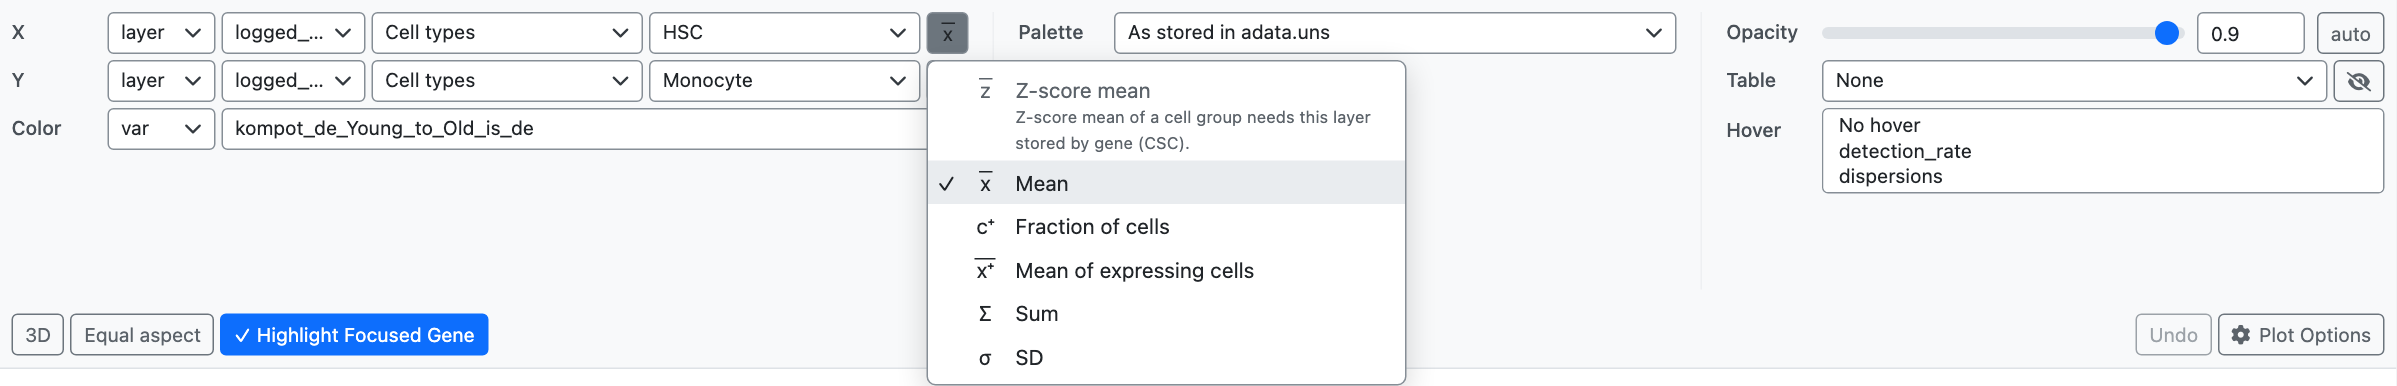 X layer logged_... Cell types HSC x̄ Palette As stored in adata.uns Opacity 0.9 auto
Y layer logged_... Cell types Monocyte Table None
Color var kompot_de_Young_to_Old_is_de Hover No hover
detection_rate
dispersions
z̄ Z-score mean
Z-score mean of a cell group needs this layer
stored by gene (CSC).
✓ x̄ Mean
c⁺ Fraction of cells
x̅⁺ Mean of expressing cells
Σ Sum
σ SD
3D Equal aspect ✓ Highlight Focused Gene Undo Plot Options